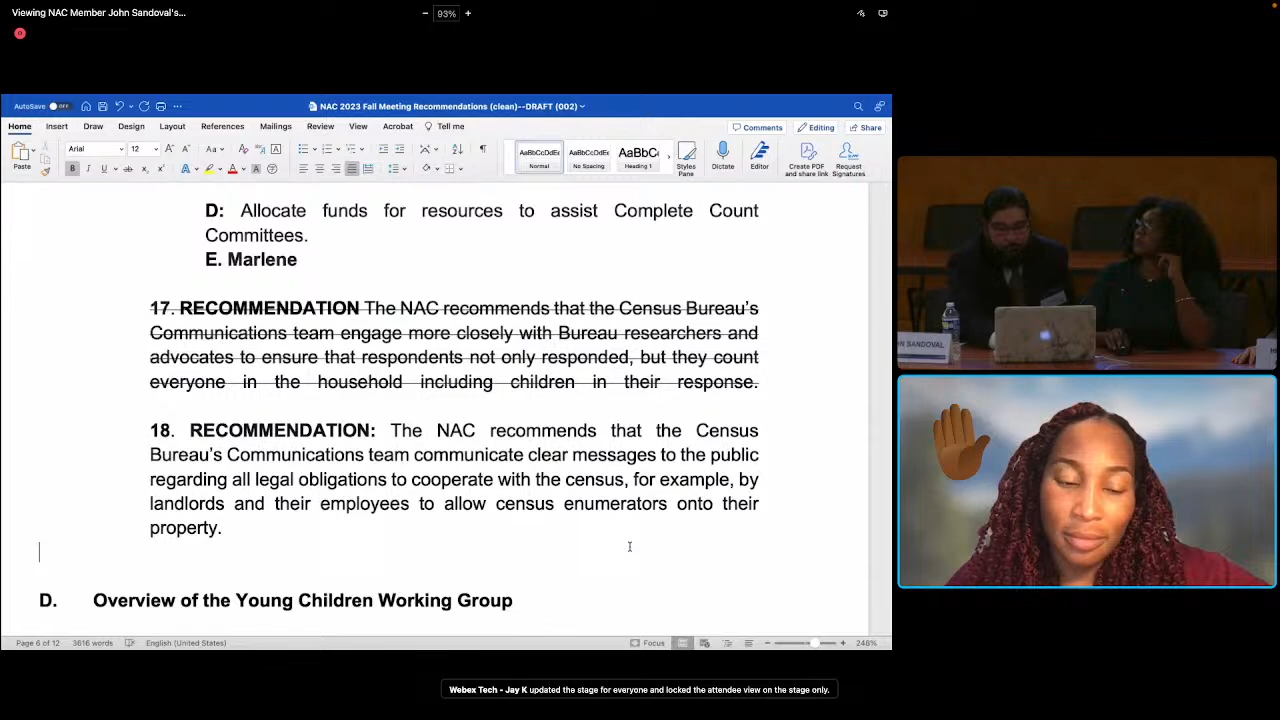 Viewing NAC Member John Sandoval's...
93%
AutoSave OFF
NAC 2023 Fall Meeting Recommendations (clean)--DRAFT (002)
Home Insert Draw Design Layout References Mailings Review View Acrobat Tell me
Comments Editing Share
Paste
Arial 12
AaBbCcDdEe AaBbCcDdEe AaBbCc
Normal No Spacing Heading 1
Styles Pane
Dictate
Editor
Create PDF and share link
Request Signatures
D: Allocate funds for resources to assist Complete Count
Committees.
E. Marlene
17. RECOMMENDATION The NAC recommends that the Census Bureau's
Communications team engage more closely with Bureau researchers and
advocates to ensure that respondents not only responded, but they count
everyone in the household including children in their response.
18. RECOMMENDATION: The NAC recommends that the Census
Bureau's Communications team communicate clear messages to the public
regarding all legal obligations to cooperate with the census, for example, by
landlords and their employees to allow census enumerators onto their
property.
D. Overview of the Young Children Working Group
Page 6 of 12 3616 words English (United States) Focus 248%
SANDOVAL
Webex Tech - Jay K updated the stage for everyone and locked the attendee view on the stage only.